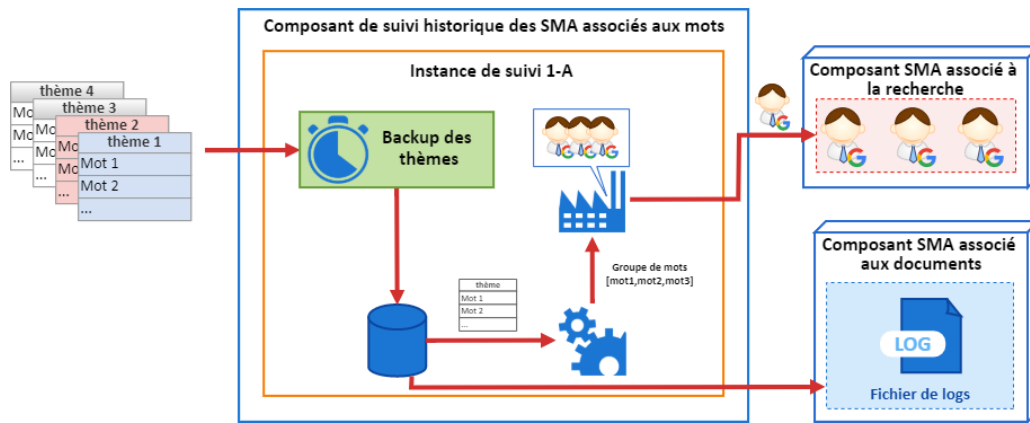 Composant de suivi historique des SMA associés aux mots
Instance de suivi 1-A
thème 4
Mo
Mo
...
thème 3
Mo
Mo
...
thème 2
Mo
Mo
...
thème 1
Mot 1
Mot 2
...
Backup des
thèmes
thème
Mot 1
Mot 2
...
Groupe de mots
[mot1,mot2,mot3]
Composant SMA associé à
la recherche
Composant SMA associé
aux documents
LOG
Fichier de logs